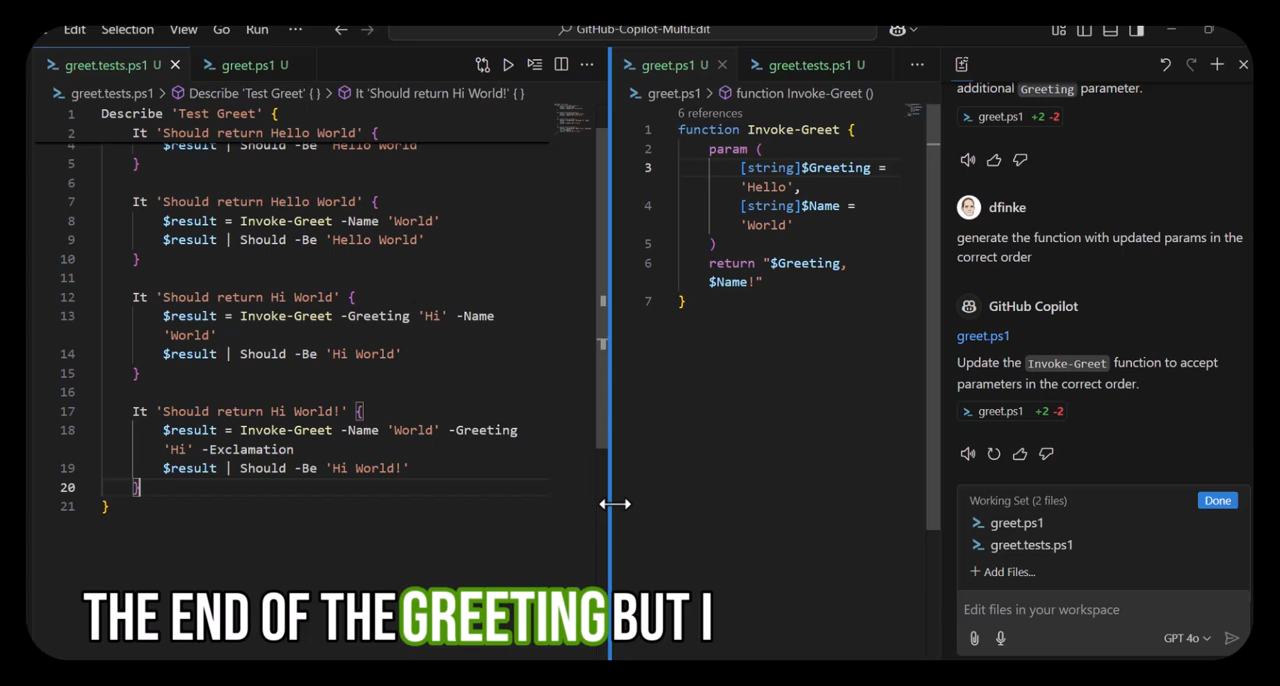 Edit Selection View Go Run ··· GitHub-Copilot-MultiEdit
greet.tests.ps1 U greet.ps1 U
greet.tests.ps1 > Describe 'Test Greet' { } > It 'Should return Hi World!' { }
1 Describe 'Test Greet' {
2 It 'Should return Hello World' {
4 $result | Should -Be 'Hello World'
5 }
6
7 It 'Should return Hello World' {
8 $result = Invoke-Greet -Name 'World'
9 $result | Should -Be 'Hello World'
10 }
11
12 It 'Should return Hi World' {
13 $result = Invoke-Greet -Greeting 'Hi' -Name
'World'
14 $result | Should -Be 'Hi World'
15 }
16
17 It 'Should return Hi World!' {
18 $result = Invoke-Greet -Name 'World' -Greeting
'Hi' -Exclamation
19 $result | Should -Be 'Hi World!'
20 }
21 }
greet.ps1 U greet.tests.ps1 U ···
greet.ps1 > function Invoke-Greet ()
6 references
1 function Invoke-Greet {
2 param (
3 [string]$Greeting =
'Hello',
4 [string]$Name =
'World'
5 )
6 return "$Greeting,
$Name!"
7 }
additional Greeting parameter.
greet.ps1 +2 -2
dfinke
generate the function with updated params in the
correct order
GitHub Copilot
greet.ps1
Update the Invoke-Greet function to accept
parameters in the correct order.
greet.ps1 +2 -2
Working Set (2 files) Done
greet.ps1
greet.tests.ps1
+ Add Files...
Edit files in your workspace
GPT 4o
THE END OF THE GREETING BUT I